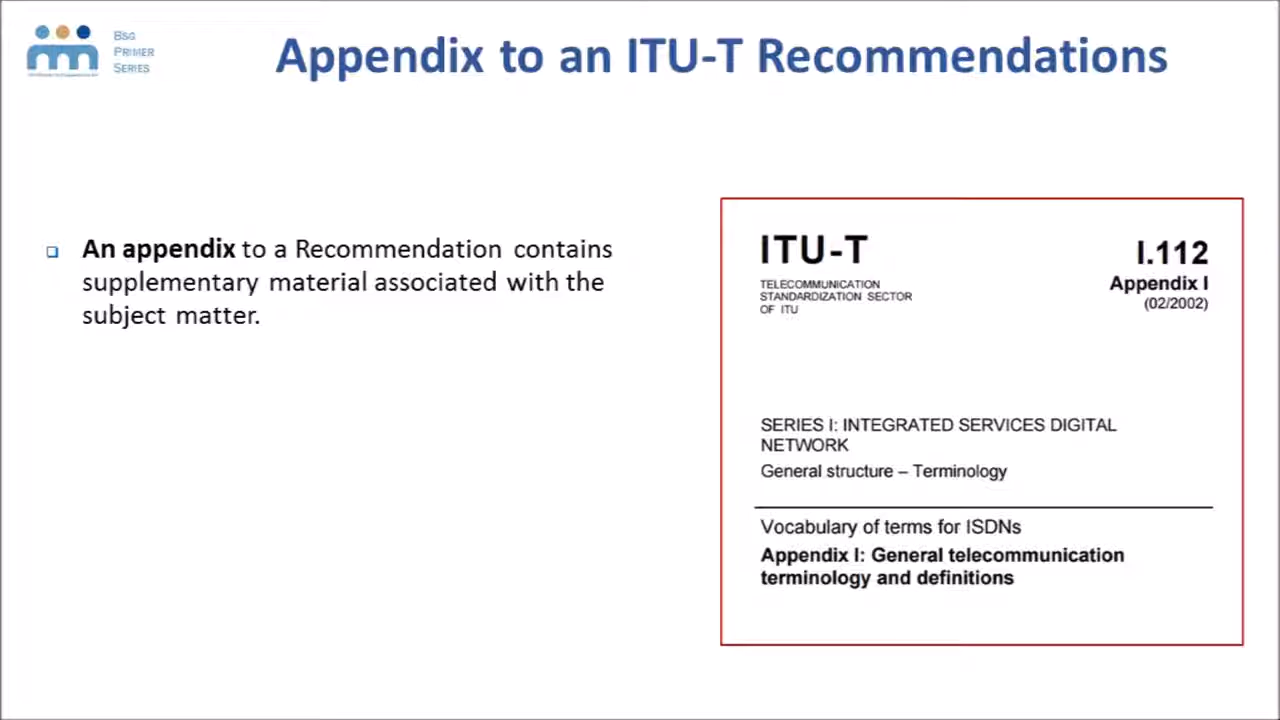 BSG
PRIMER
SERIES
Appendix to an ITU-T Recommendations
An appendix to a Recommendation contains
supplementary material associated with the
subject matter.
ITU-T
TELECOMMUNICATION
STANDARDIZATION SECTOR
OF ITU
I.112
Appendix I
(02/2002)
SERIES I: INTEGRATED SERVICES DIGITAL
NETWORK
General structure – Terminology
Vocabulary of terms for ISDNs
Appendix I: General telecommunication
terminology and definitions